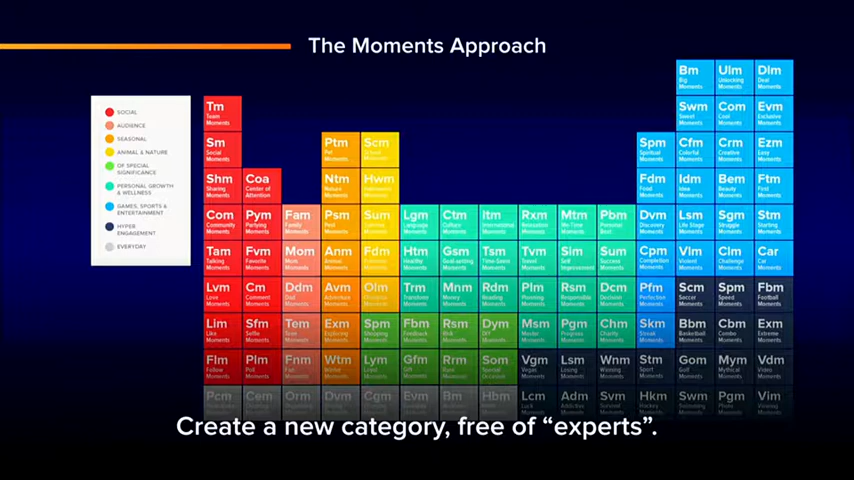 The Moments Approach
SOCIAL
AUDIENCE
SEASONAL
ANIMAL & NATURE
OF SPECIAL
SIGNIFICANCE
PERSONAL GROWTH
& WELLNESS
GAMES, SPORTS &
ENTERTAINMENT
HYPER
ENGAGEMENT
EVERYDAY
Bm Ulm Dlm
Big Moments Unlocking Moments Deal Moments
Tm Swm Com Evm
Team Moments Sweet Moments Cool Moments Exclusive Moments
Sm Ptm Scm Spm Cfm Crm Ezm
Social Moments Pet Moments Moments Spiritual Moments Colorful Moments Creative Moments Easy Moments
Shm Coa Ntm Hwm Fdm Idm Bem Ftm
Sharing Moments Center of Attention Nature Moments Moments Food Moments Idea Moments Beauty Moments First Moments
Com Pym Fam Psm Sum Lgm Ctm Itm Rxm Mtm Pbm Dvm Lsm Sgm Stm
Community Moments Partying Moments Family Moments Moments Moments Language Moments Culture Moments International Moments Relaxation Moments Me-Time Moments Personal Best Discovery Moments Life Stage Moments Struggle Moments Starting Moments
Tam Fvm Mom Anm Fdm Htm Gsm Tsm Tvm Sim Sum Cpm Vlm Clm Car
Talking Moments Favorite Moments Mom Moments Moments Moments Healthy Moments Goal-setting Moments Time-Saver Moments Travel Moments Self Improvement Success Moments Completion Moments Moments Challenge Moments Car Moments
Lvm Cm Ddm Avm Olm Trm Mnm Rdm Plm Rsm Dcm Pfm Scm Spm Fbm
Love Moments Comment Moments Dad Moments Adventure Moments Moments Transform Moments Money Moments Reading Moments Planning Moments Responsible Moments Decision Moments Perfection Moments Soccer Moments Speed Moments Football Moments
Lim Sfm Tem Exm Spm Fbm Rsm Dym Msm Pgm Chm Skm Bbm Cbm Exm
Like Moments Selfie Moments Teen Moments Exploring Moments Shopping Moments Feedback Moments Risk Moments DIY Moments Master Moments Progress Moments Charity Moments Streak Moments Basketball Moments Combo Moments Extreme Moments
Flm Plm Fnm Wtm Lym Gfm Rrm Som Vgm Lsm Wnm Stm Gom Mym Vdm
Follow Moments Poll Moments Fan Moments Moments Loyal Moments Gift Moments Rare Moments Special Occasion Vegas Moments Losing Moments Winning Moments Sport Moments Golf Moments Mythical Moments Video Moments
Pcm Cem Orm Dvm Cgm Evm Bm Hbm Lcm Adm Svm Hkm Swm Pgm Vim
Luck Moments Addictive Moments Survival Moments Hockey Moments Swimming Moments Moments Viewing Moments
Create a new category, free of “experts”.